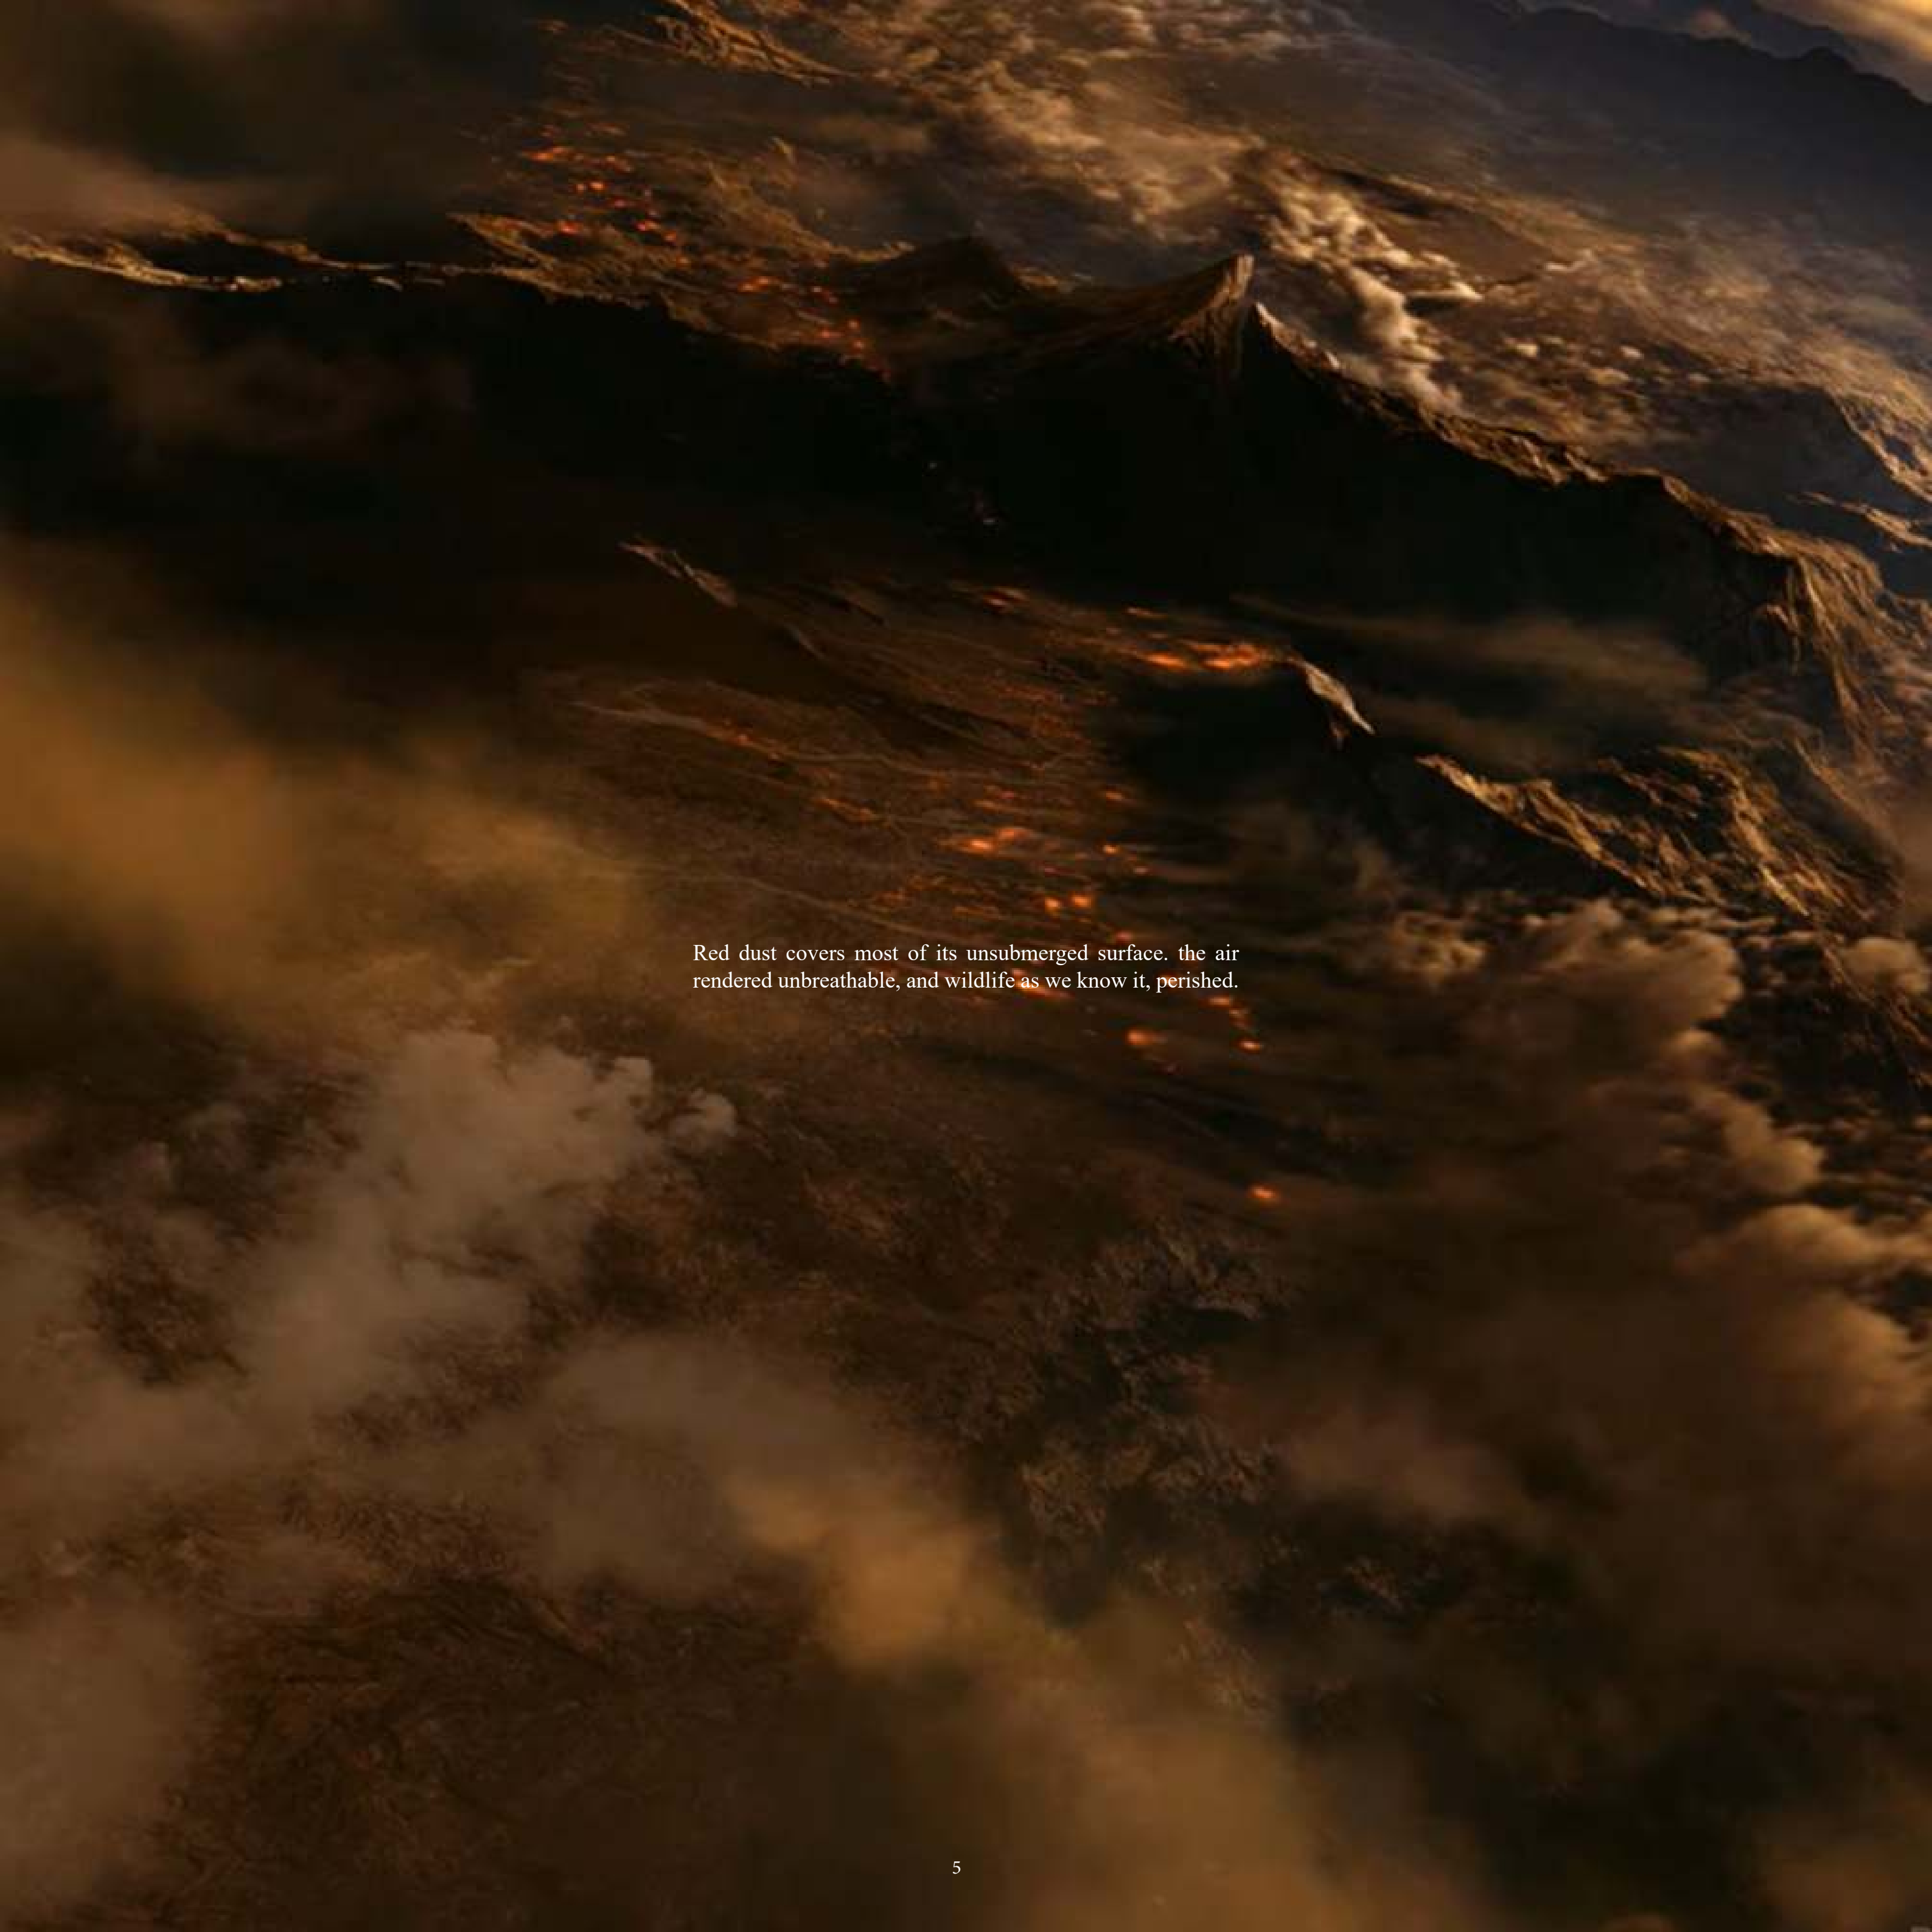 Red dust covers most of its unsubmerged surface. the air
rendered unbreathable, and wildlife as we know it, perished.
5